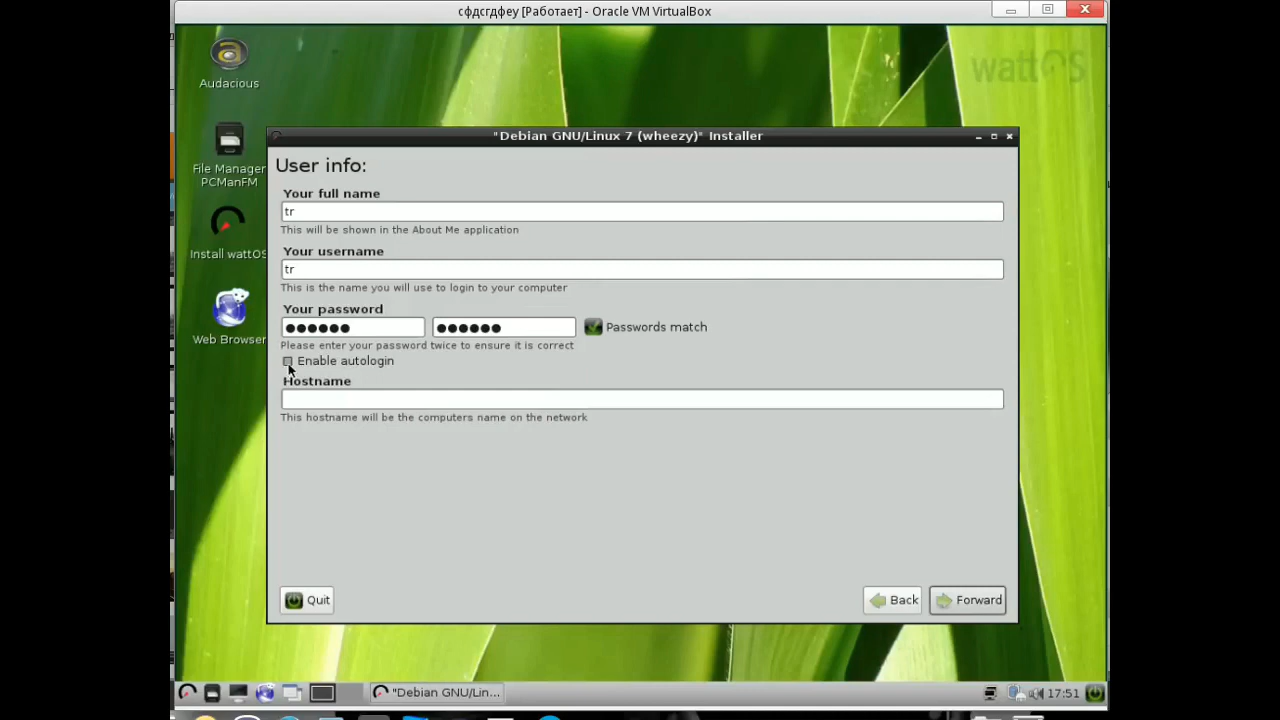 сфдсгдфеу [Работает] - Oracle VM VirtualBox
wattOS
Audacious
File Manager
PCManFM
Install wattOS
Web Browser
"Debian GNU/Linux 7 (wheezy)" Installer
User info:
Your full name
tr
This will be shown in the About Me application
Your username
tr
This is the name you will use to login to your computer
Your password
●●●●●● ●●●●●● Passwords match
Please enter your password twice to ensure it is correct
Enable autologin
Hostname
This hostname will be the computers name on the network
Quit Back Forward
"Debian GNU/Lin... 17:51